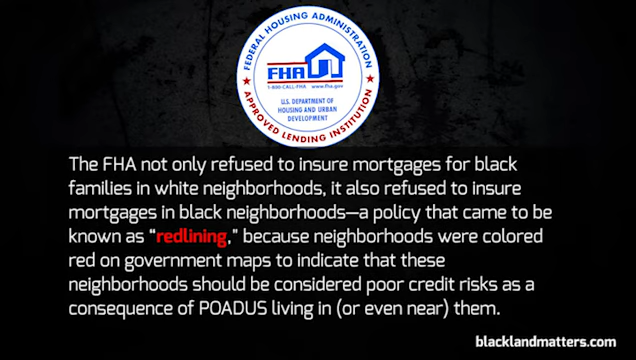 FEDERAL HOUSING ADMINISTRATION
FHA
1-800-CALL-FHA www.fha.gov
U.S. DEPARTMENT OF
HOUSING AND URBAN
DEVELOPMENT
APPROVED LENDING INSTITUTION
The FHA not only refused to insure mortgages for black
families in white neighborhoods, it also refused to insure
mortgages in black neighborhoods—a policy that came to be
known as “redlining,” because neighborhoods were colored
red on government maps to indicate that these
neighborhoods should be considered poor credit risks as a
consequence of POADUS living in (or even near) them.
blacklandmatters.com